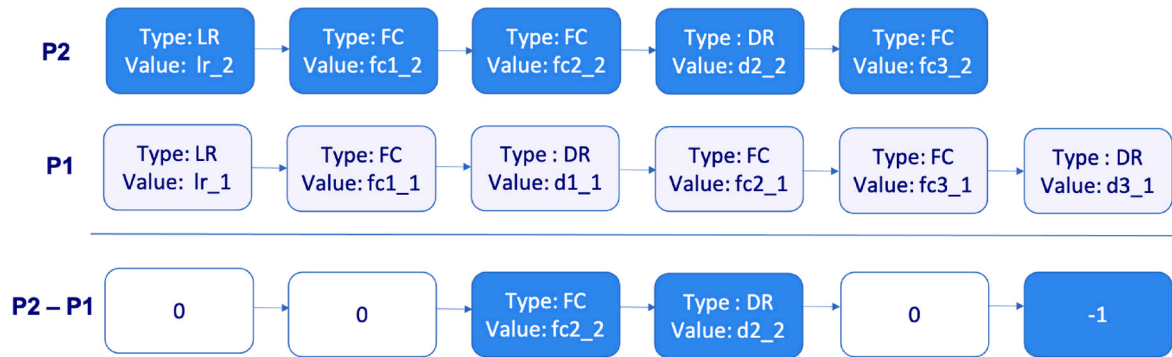 P2
Type: LR
Value: lr_2
Type: FC
Value: fc1_2
Type: FC
Value: fc2_2
Type : DR
Value: d2_2
Type: FC
Value: fc3_2
P1
Type: LR
Value: lr_1
Type: FC
Value: fc1_1
Type : DR
Value: d1_1
Type: FC
Value: fc2_1
Type: FC
Value: fc3_1
Type: DR
Value: d3_1
P2 – P1
0
0
Type: FC
Value: fc2_2
Type : DR
Value: d2_2
0
-1